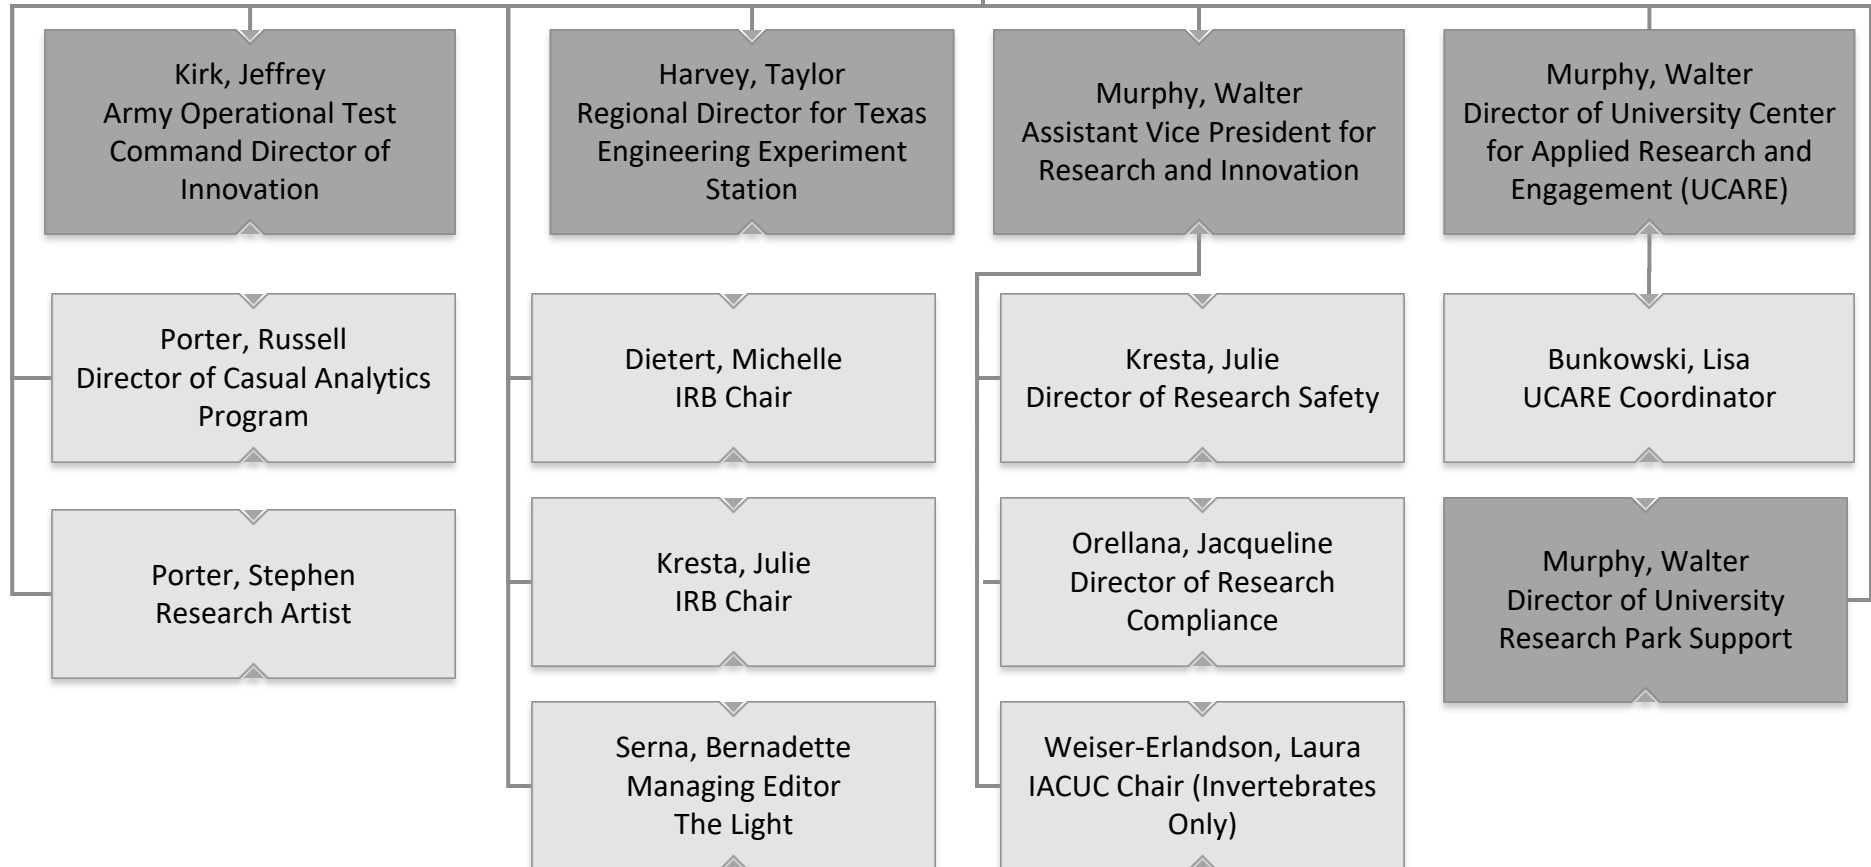 Kirk, Jeffrey
Army Operational Test
Command Director of
Innovation
Harvey, Taylor
Regional Director for Texas
Engineering Experiment
Station
Murphy, Walter
Assistant Vice President for
Research and Innovation
Murphy, Walter
Director of University Center
for Applied Research and
Engagement (UCARE)
Porter, Russell
Director of Casual Analytics
Program
Dietert, Michelle
IRB Chair
Kresta, Julie
Director of Research Safety
Bunkowski, Lisa
UCARE Coordinator
Porter, Stephen
Research Artist
Kresta, Julie
IRB Chair
Orellana, Jacqueline
Director of Research
Compliance
Murphy, Walter
Director of University
Research Park Support
Serna, Bernadette
Managing Editor
The Light
Weiser-Erlandson, Laura
IACUC Chair (Invertebrates
Only)